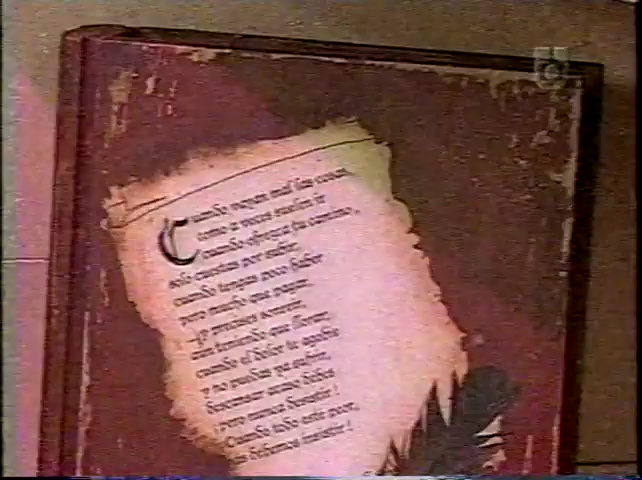 Cuando vayan mal las cosas,
como a veces suelen ir
Cuando ofrezca tu camino,
solo cuestas por subir,
cuando tengas poco haber
pero mucho que pagar,
y precises sonreir,
aun teniendo que llorar,
cuando el dolor te agobie
y no puedas ya sufrir,
descansar acaso debes
pero nunca desistir!
Cuando todo esté peor,
debemos insistir!